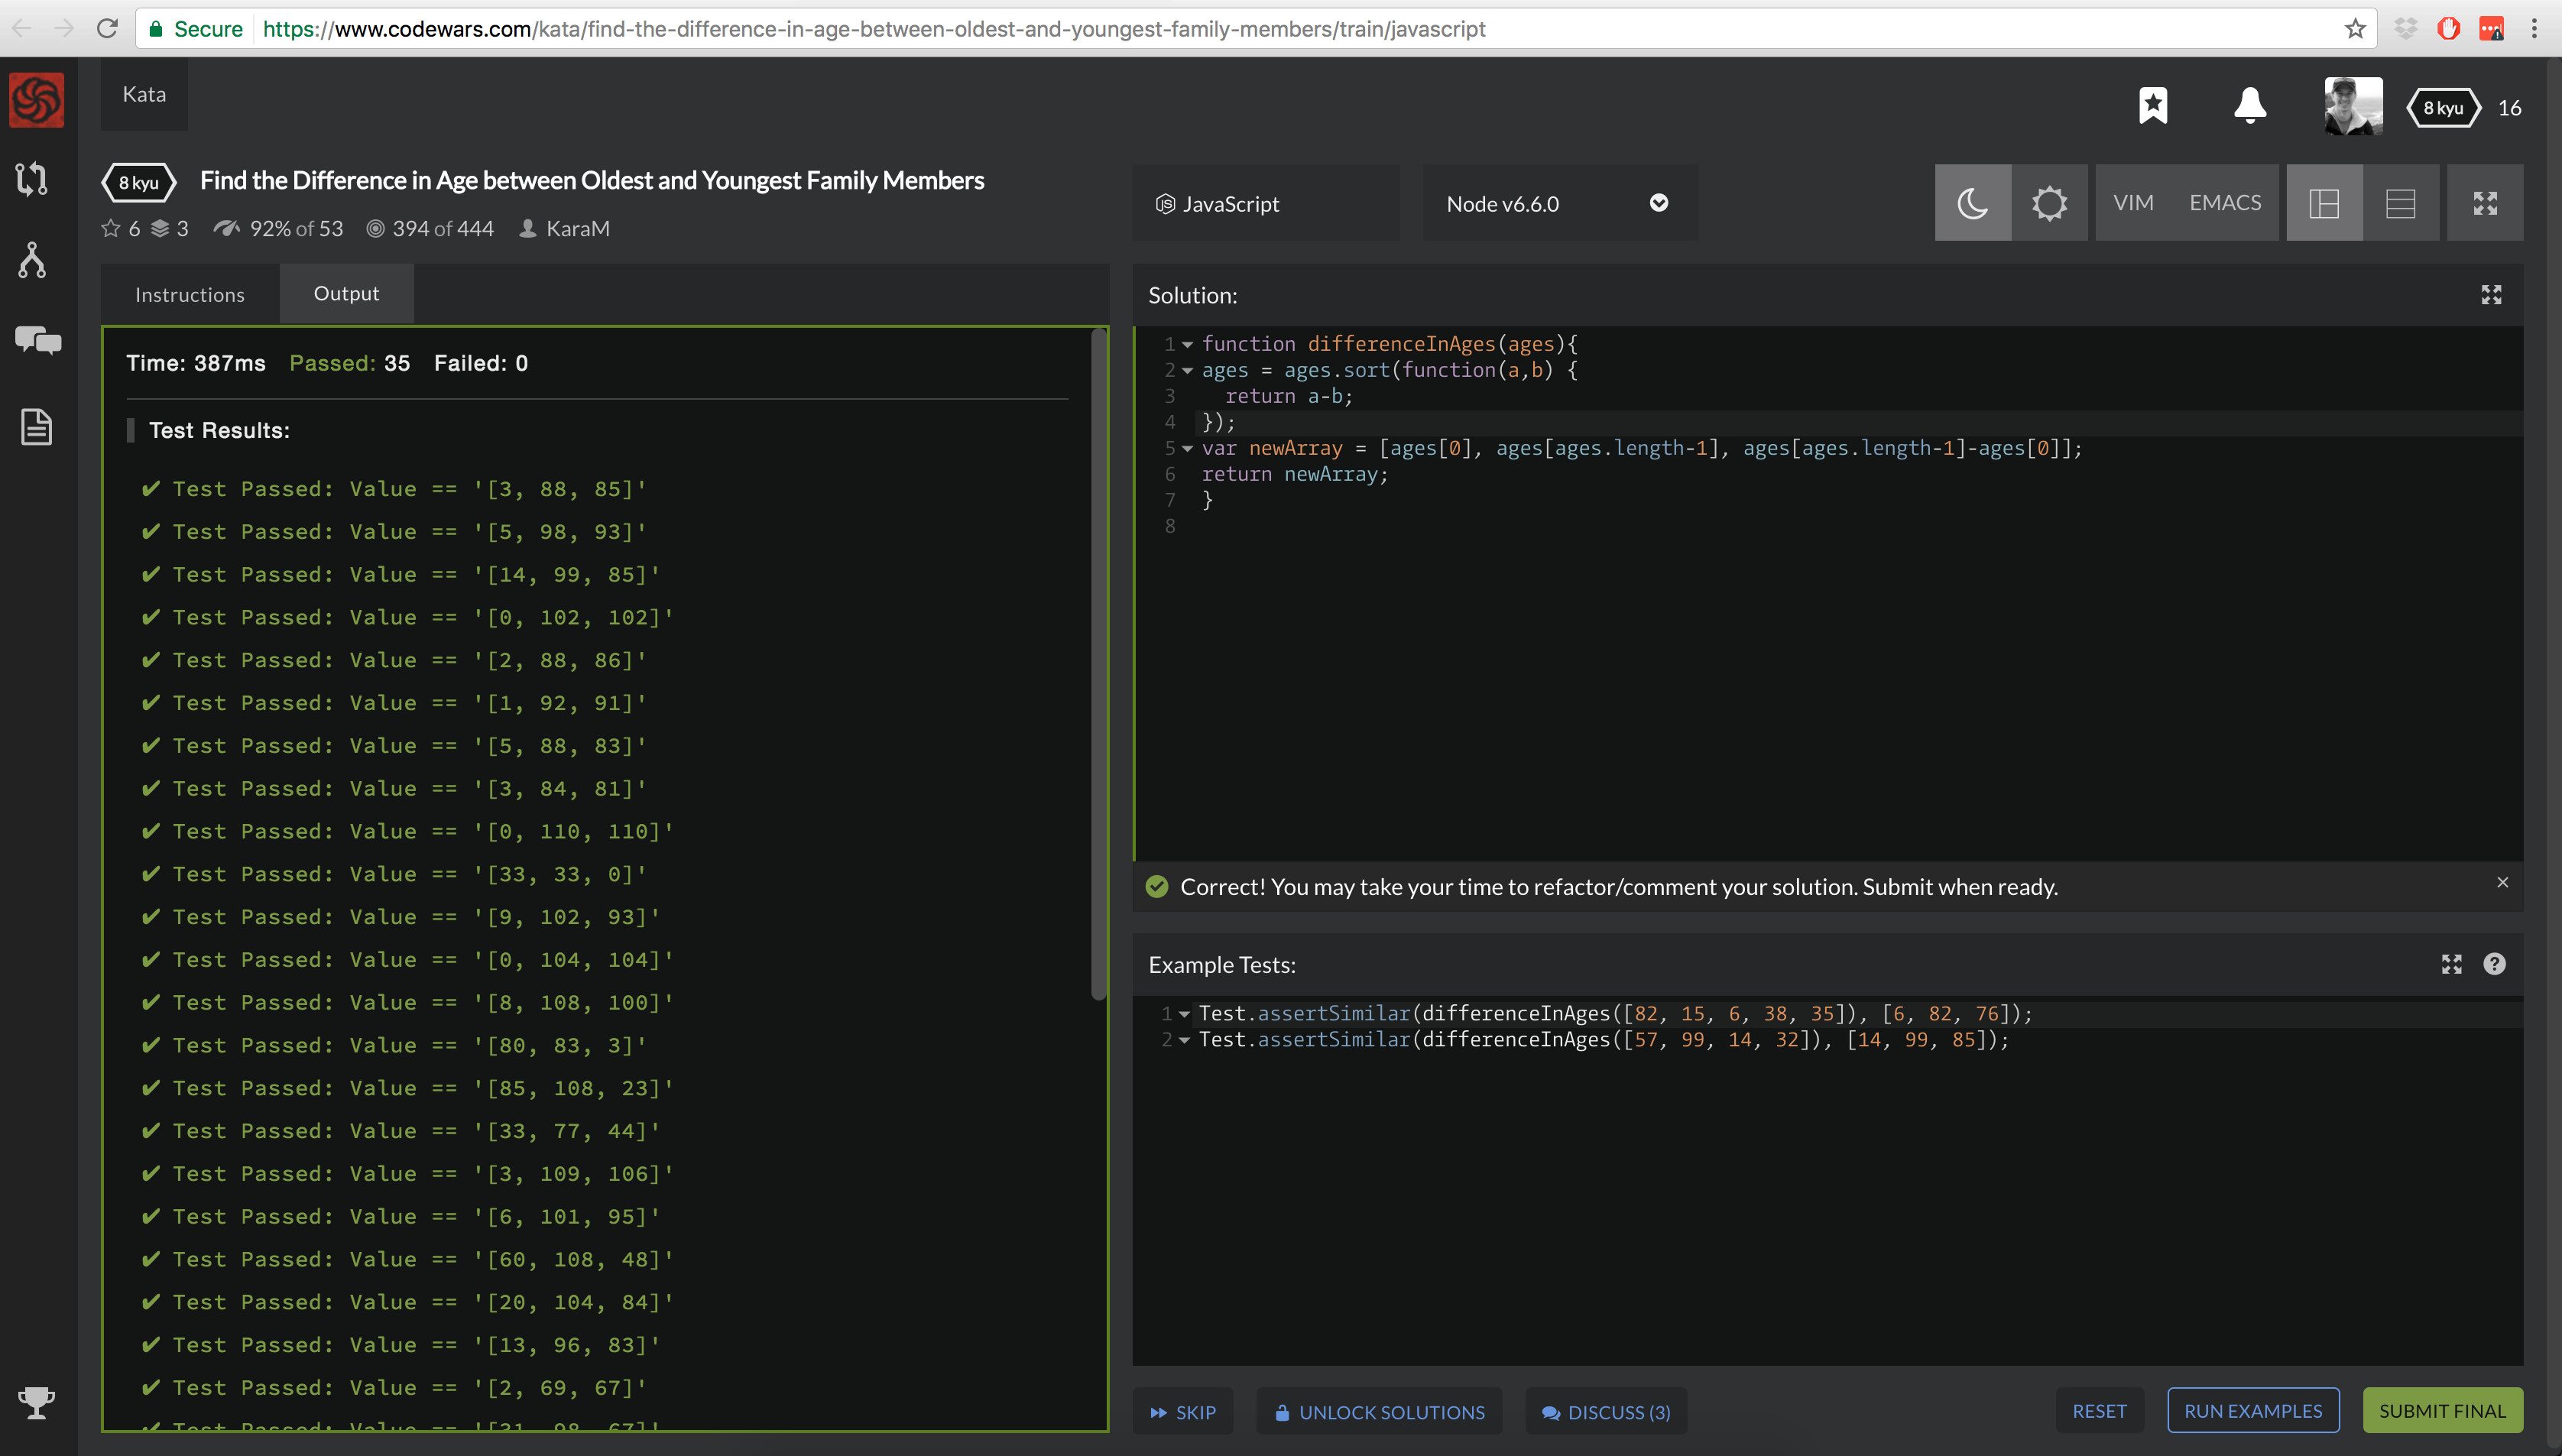 Secure https://www.codewars.com/kata/find-the-difference-in-age-between-oldest-and-youngest-family-members/train/javascript
Kata
8 kyu 16
8 kyu Find the Difference in Age between Oldest and Youngest Family Members
6 3 92% of 53 394 of 444 KaraM
JavaScript
Node v6.6.0
VIM EMACS
Instructions Output
Time: 387ms Passed: 35 Failed: 0
Test Results:
✔ Test Passed: Value == '[3, 88, 85]'
✔ Test Passed: Value == '[5, 98, 93]'
✔ Test Passed: Value == '[14, 99, 85]'
✔ Test Passed: Value == '[0, 102, 102]'
✔ Test Passed: Value == '[2, 88, 86]'
✔ Test Passed: Value == '[1, 92, 91]'
✔ Test Passed: Value == '[5, 88, 83]'
✔ Test Passed: Value == '[3, 84, 81]'
✔ Test Passed: Value == '[0, 110, 110]'
✔ Test Passed: Value == '[33, 33, 0]'
✔ Test Passed: Value == '[9, 102, 93]'
✔ Test Passed: Value == '[0, 104, 104]'
✔ Test Passed: Value == '[8, 108, 100]'
✔ Test Passed: Value == '[80, 83, 3]'
✔ Test Passed: Value == '[85, 108, 23]'
✔ Test Passed: Value == '[33, 77, 44]'
✔ Test Passed: Value == '[3, 109, 106]'
✔ Test Passed: Value == '[6, 101, 95]'
✔ Test Passed: Value == '[60, 108, 48]'
✔ Test Passed: Value == '[20, 104, 84]'
✔ Test Passed: Value == '[13, 96, 83]'
✔ Test Passed: Value == '[2, 69, 67]'
✔ Test Passed: Value == '[31, 98, 67]'
Solution:
1 function differenceInAges(ages){
2 ages = ages.sort(function(a,b) {
3   return a-b;
4 });
5 var newArray = [ages[0], ages[ages.length-1], ages[ages.length-1]-ages[0]];
6 return newArray;
7 }
8
Correct! You may take your time to refactor/comment your solution. Submit when ready. ×
Example Tests:
1 Test.assertSimilar(differenceInAges([82, 15, 6, 38, 35]), [6, 82, 76]);
2 Test.assertSimilar(differenceInAges([57, 99, 14, 32]), [14, 99, 85]);
SKIP UNLOCK SOLUTIONS DISCUSS (3) RESET RUN EXAMPLES SUBMIT FINAL